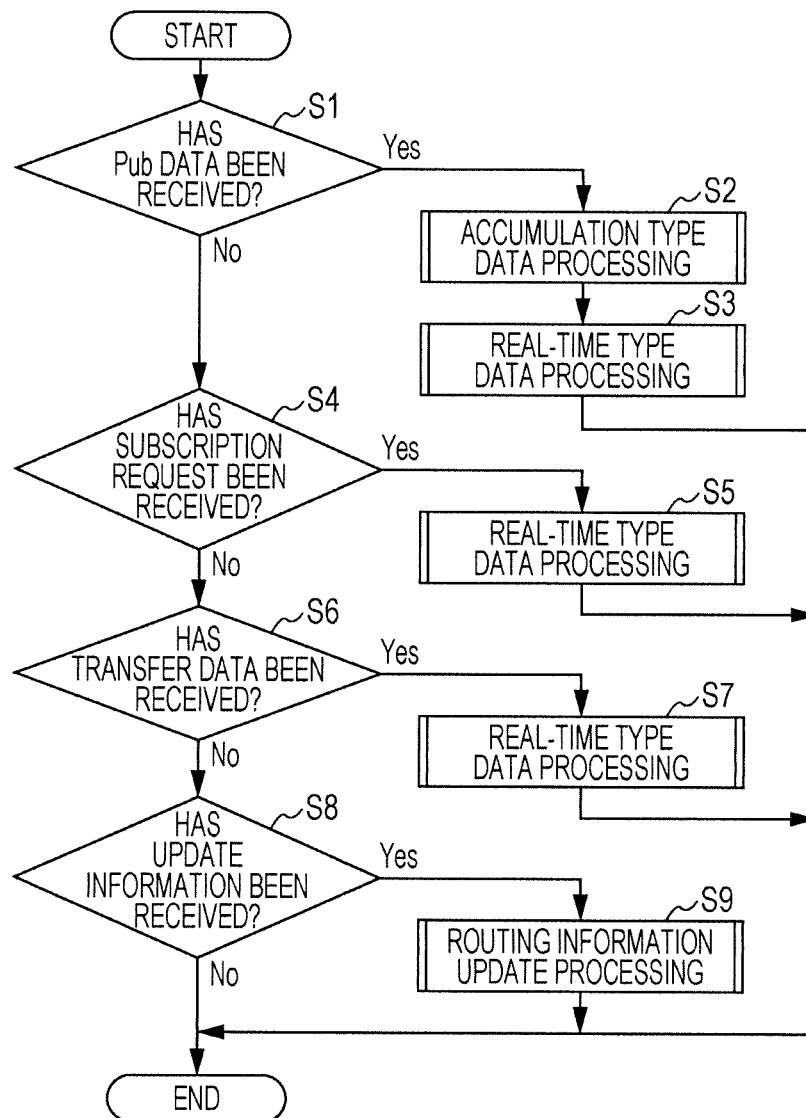 START
S1
HAS
Pub DATA BEEN
RECEIVED?
Yes
No
S2
ACCUMULATION TYPE
DATA PROCESSING
S3
REAL-TIME TYPE
DATA PROCESSING
S4
HAS
SUBSCRIPTION
REQUEST BEEN
RECEIVED?
Yes
No
S5
REAL-TIME TYPE
DATA PROCESSING
S6
HAS
TRANSFER DATA BEEN
RECEIVED?
Yes
No
S7
REAL-TIME TYPE
DATA PROCESSING
S8
HAS
UPDATE
INFORMATION BEEN
RECEIVED?
Yes
No
S9
ROUTING INFORMATION
UPDATE PROCESSING
END